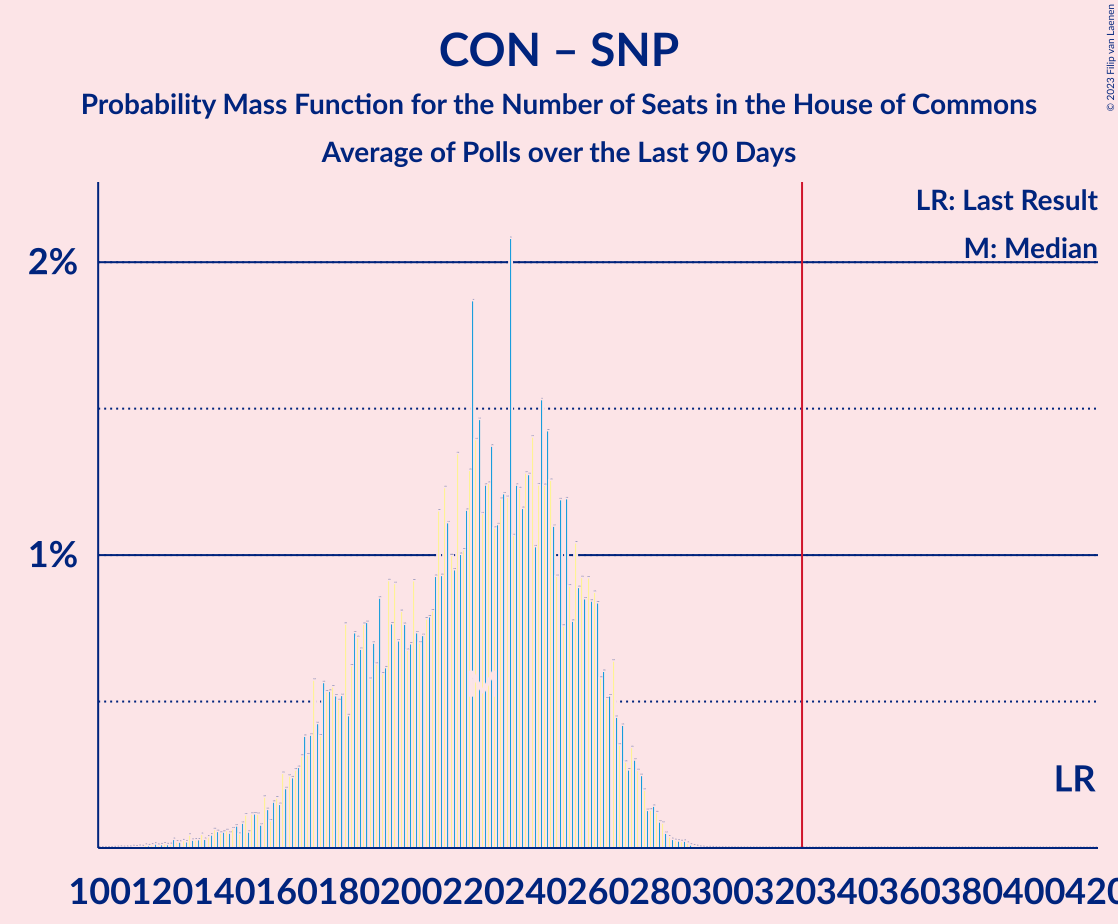 CON – SNP
Probability Mass Function for the Number of Seats in the House of Commons
Average of Polls over the Last 90 Days
© 2023 Filip van Laenen
LR: Last Result
M: Median
2%
1%
M
LR
100 120 140 160 180 200 220 240 260 280 300 320 340 360 380 400 420